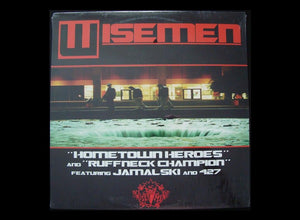 WISEMEN
"HOMETOWN HEROES"
AND "RUFFNECK CHAMPION"
FEATURING JAMALSKI AND 427